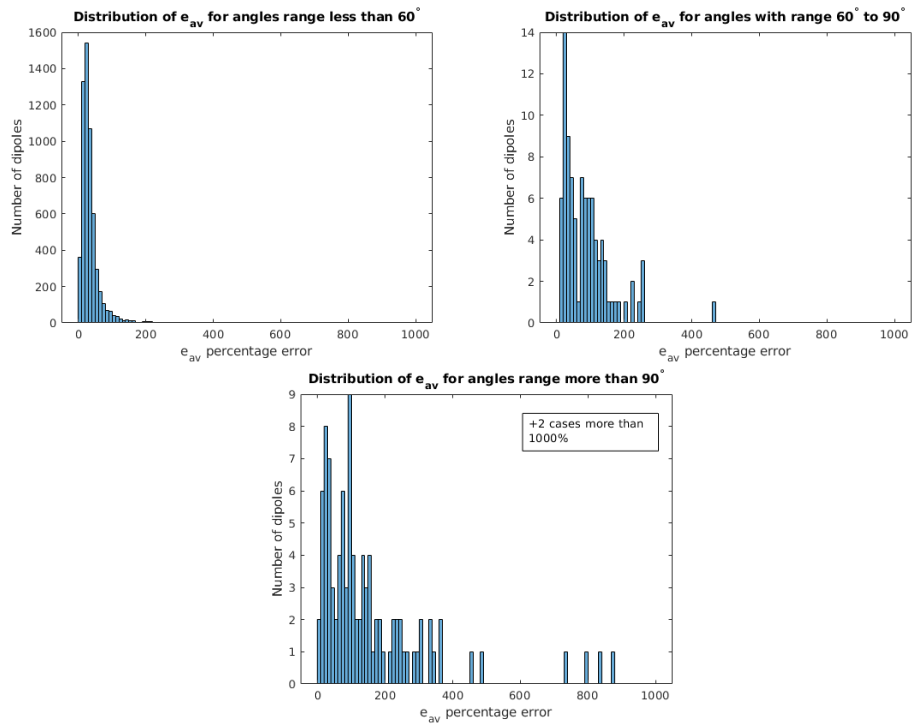 Distribution of e_av for angles range less than 60°
Number of dipoles
1600
1400
1200
1000
800
600
400
200
0
0 200 400 600 800 1000
e_av percentage error
Distribution of e_av for angles with range 60° to 90°
Number of dipoles
14
12
10
8
6
4
2
0
0 200 400 600 800 1000
e_av percentage error
Distribution of e_av for angles range more than 90°
Number of dipoles
9
8
7
6
5
4
3
2
1
0
+2 cases more than
1000%
0 200 400 600 800 1000
e_av percentage error